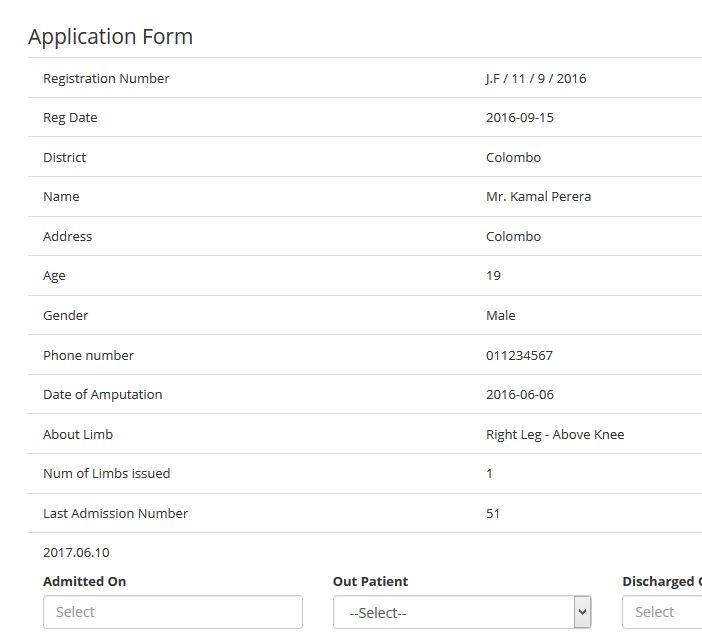 Application Form
Registration Number J.F / 11 / 9 / 2016
Reg Date 2016-09-15
District Colombo
Name Mr. Kamal Perera
Address Colombo
Age 19
Gender Male
Phone number 011234567
Date of Amputation 2016-06-06
About Limb Right Leg - Above Knee
Num of Limbs issued 1
Last Admission Number 51
2017.06.10
Admitted On Out Patient Discharged
Select --Select-- Select